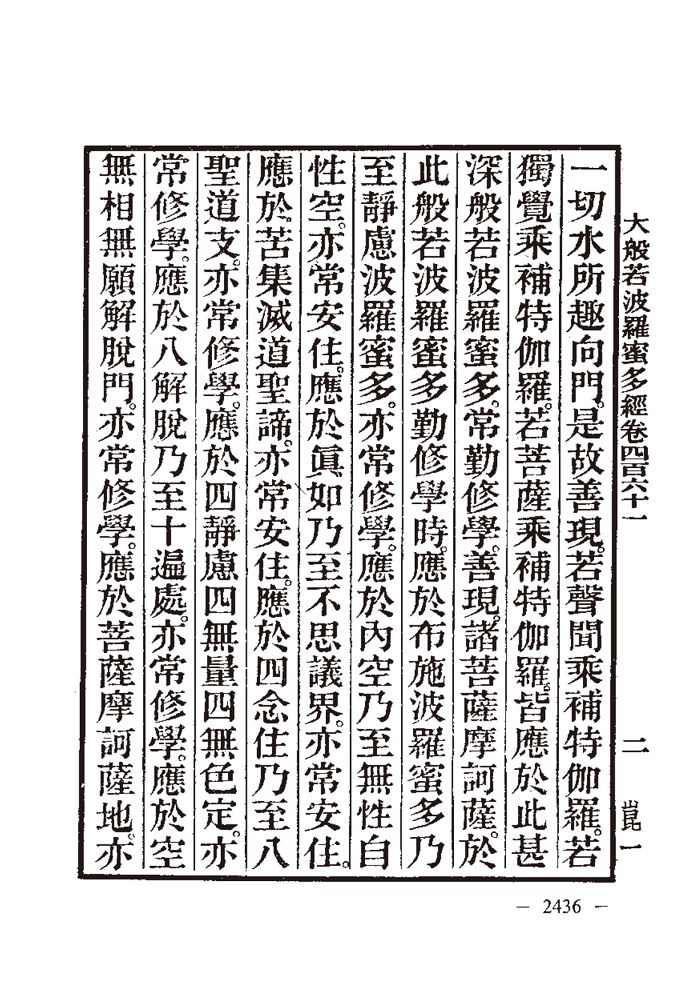 大般若波羅蜜多經卷四百六十一
二
崑一
一切水所趣向門。是故善現。若聲聞乘補特伽羅。若
獨覺乘補特伽羅。若菩薩乘補特伽羅。皆應於此甚
深般若波羅蜜多。常勤修學。善現。諸菩薩摩訶薩。於
此般若波羅蜜多勤修學時。應於布施波羅蜜多乃
至靜慮波羅蜜多。亦常修學。應於內空乃至無性自
性空。亦常安住。應於眞如乃至不思議界。亦常安住。
應於苦集滅道聖諦。亦常安住。應於四念住乃至八
聖道支。亦常修學。應於四靜慮四無量四無色定。亦
常修學。應於八解脫乃至十遍處。亦常修學。應於空
無相無願解脫門。亦常修學。應於菩薩摩訶薩地。亦
— 2436 —